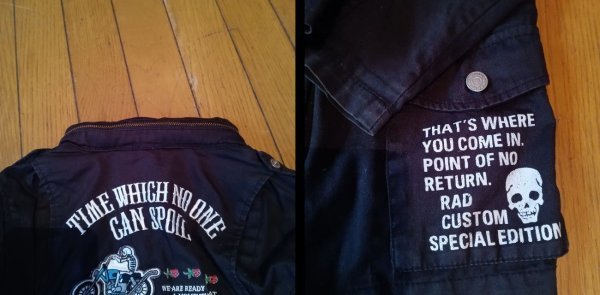 TIME WHICH NO ONE
CAN SPOIL
WE ARE READY
THAT'S WHERE
YOU COME IN.
POINT OF NO
RETURN.
RAD
CUSTOM
SPECIAL EDITION